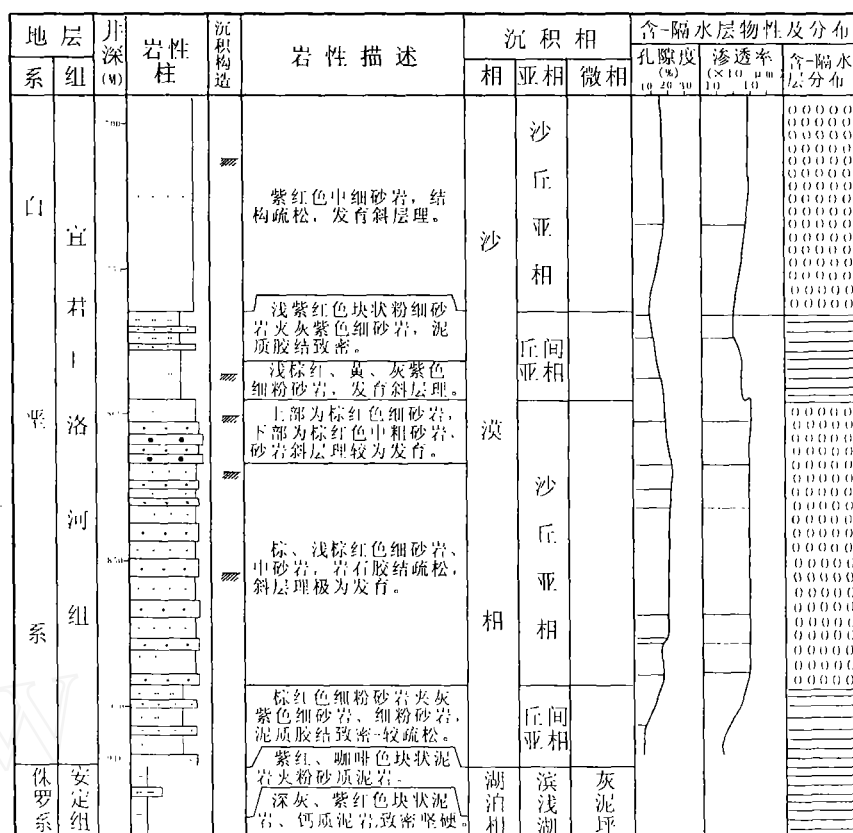 地层
井深(M)
岩性柱
沉积构造
岩性描述
沉积相
含-隔水层物性及分布
系
组
相
亚相
微相
孔隙度(%)
10 20 30
渗透率
含-隔水层分布
白垩系
宜君-洛河组
紫红色中细砂岩，结
构疏松，发育斜层理。
浅紫红色块状粉细砂
岩夹灰紫色细砂岩，泥
质胶结致密。
浅棕红、黄、灰紫色
细粉砂岩，发育斜层理。
上部为棕红色细砂岩，
下部为棕红色中粗砂岩、
砂岩斜层理较为发育。
850
棕、浅棕红色细砂岩、
中砂岩，岩石胶结疏松，
斜层理极为发育。
棕红色细粉砂岩夹灰
紫色细砂岩、细粉砂岩，
泥质胶结致密-较疏松。
沙漠相
沙丘亚相
丘间
亚相
沙丘亚相
丘间
亚相
侏罗系
安定组
紫红、咖啡色块状泥
岩夹粉砂质泥岩。
深灰、紫红色块状泥
岩、钙质泥岩,致密坚硬。
湖泊相
滨浅湖
灰泥坪